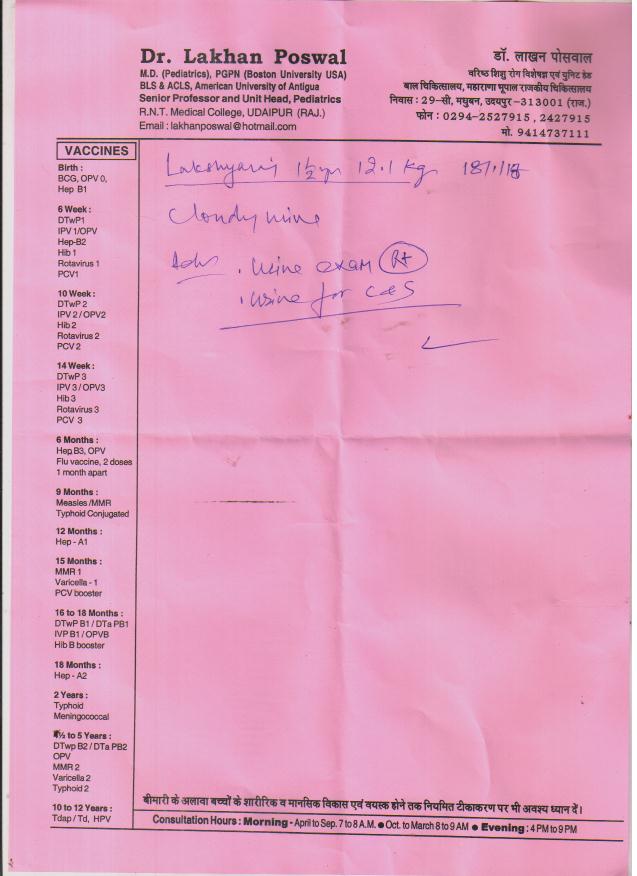 Dr. Lakhan Poswal
M.D. (Pediatrics), PGPN (Boston University USA)
BLS & ACLS, American University of Antigua
Senior Professor and Unit Head, Pediatrics
R.N.T. Medical College, UDAIPUR (RAJ.)
Email : lakhanposwal@hotmail.com
डॉ. लाखन पोसवाल
वरिष्ठ शिशु रोग विशेषज्ञ एवं युनिट हेड
बाल चिकित्सालय, महाराणा भूपाल राजकीय चिकित्सालय
निवास : 29-सी, मधुबन, उदयपुर-313001 (राज.)
फोन : 0294-2527915, 2427915
मो. 9414737111
VACCINES
Birth :
BCG, OPV 0,
Hep B1
6 Week :
DTwP1
IPV 1/OPV
Hep-B2
Hib 1
Rotavirus 1
PCV1
10 Week :
DTwP 2
IPV 2 / OPV2
Hib 2
Rotavirus 2
PCV 2
14 Week :
DTwP 3
IPV 3 / OPV3
Hib 3
Rotavirus 3
PCV 3
6 Months :
Hep B3, OPV
Flu vaccine, 2 doses
1 month apart
9 Months :
Measles /MMR
Typhoid Conjugated
12 Months :
Hep - A1
15 Months :
MMR 1
Varicella - 1
PCV booster
16 to 18 Months :
DTwP B1 / DTa PB1
IVP B1 / OPVB
Hib B booster
18 Months :
Hep - A2
2 Years :
Typhoid
Meningococcal
4½ to 5 Years :
DTwp B2 / DTa PB2
OPV
MMR 2
Varicella 2
Typhoid 2
10 to 12 Years :
Tdap / Td, HPV
1½ yr 12.1 kg
Cloudy urine
Adv . Urine exam R+
. urine for C&S
बीमारी के अलावा बच्चों के शारीरिक व मानसिक विकास एवं वयस्क होने तक नियमित टीकाकरण पर भी अवश्य ध्यान दें।
Consultation Hours : Morning - April to Sep. 7 to 8 A.M. ● Oct. to March 8 to 9 AM ● Evening : 4 PM to 9 PM